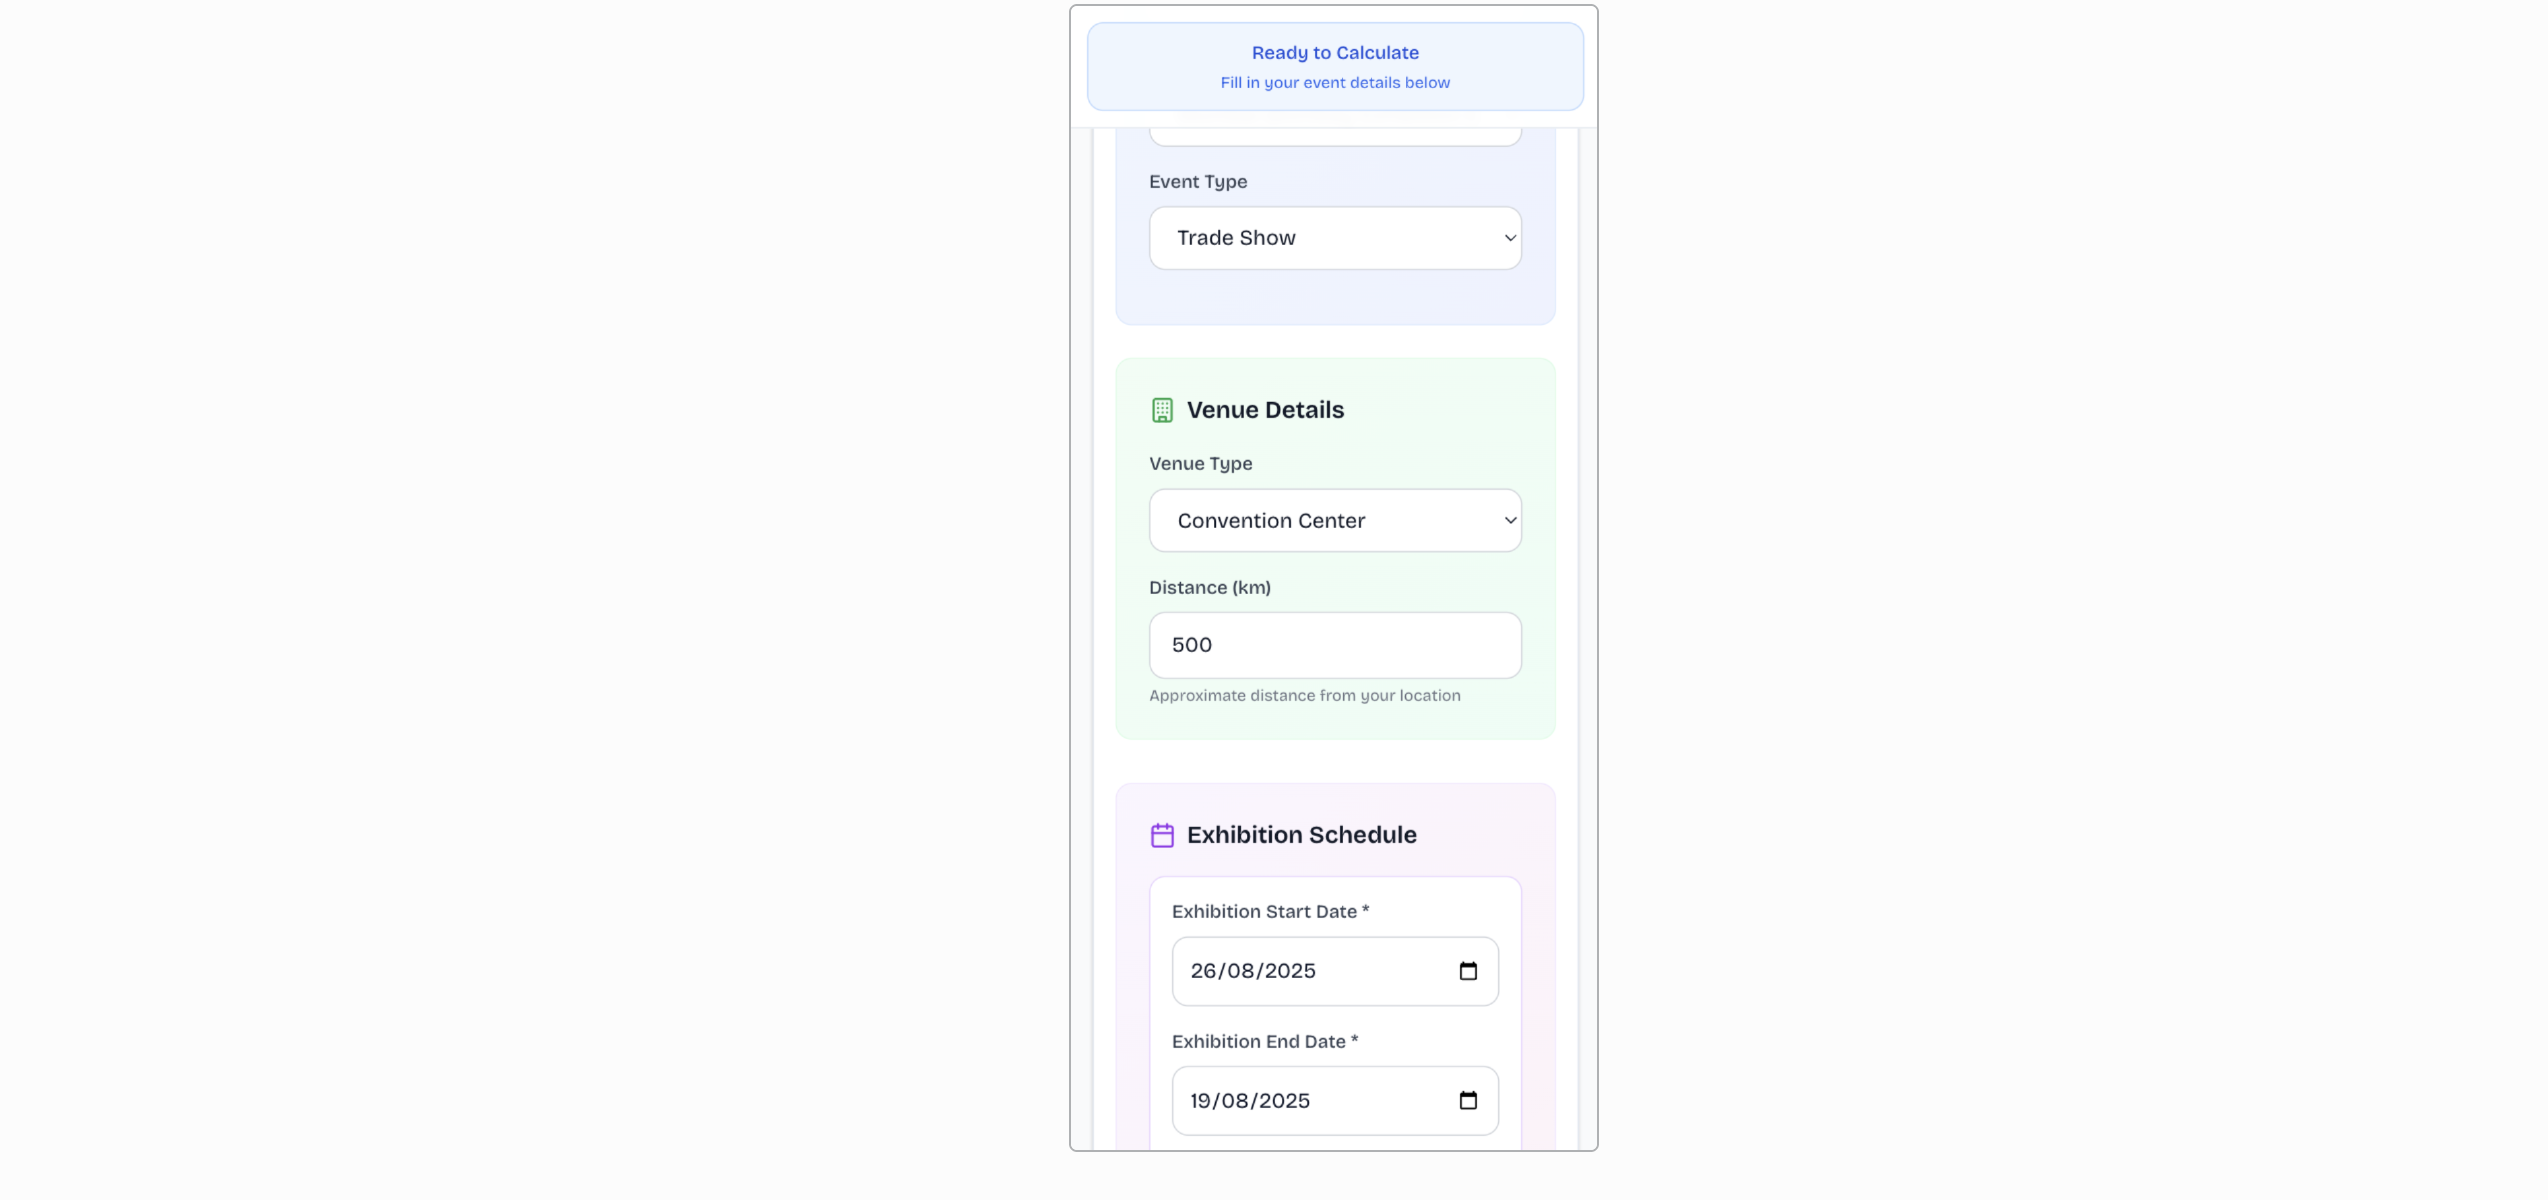 Ready to Calculate
Fill in your event details below
Event Type
Trade Show
Venue Details
Venue Type
Convention Center
Distance (km)
500
Approximate distance from your location
Exhibition Schedule
Exhibition Start Date *
26/08/2025
Exhibition End Date *
19/08/2025